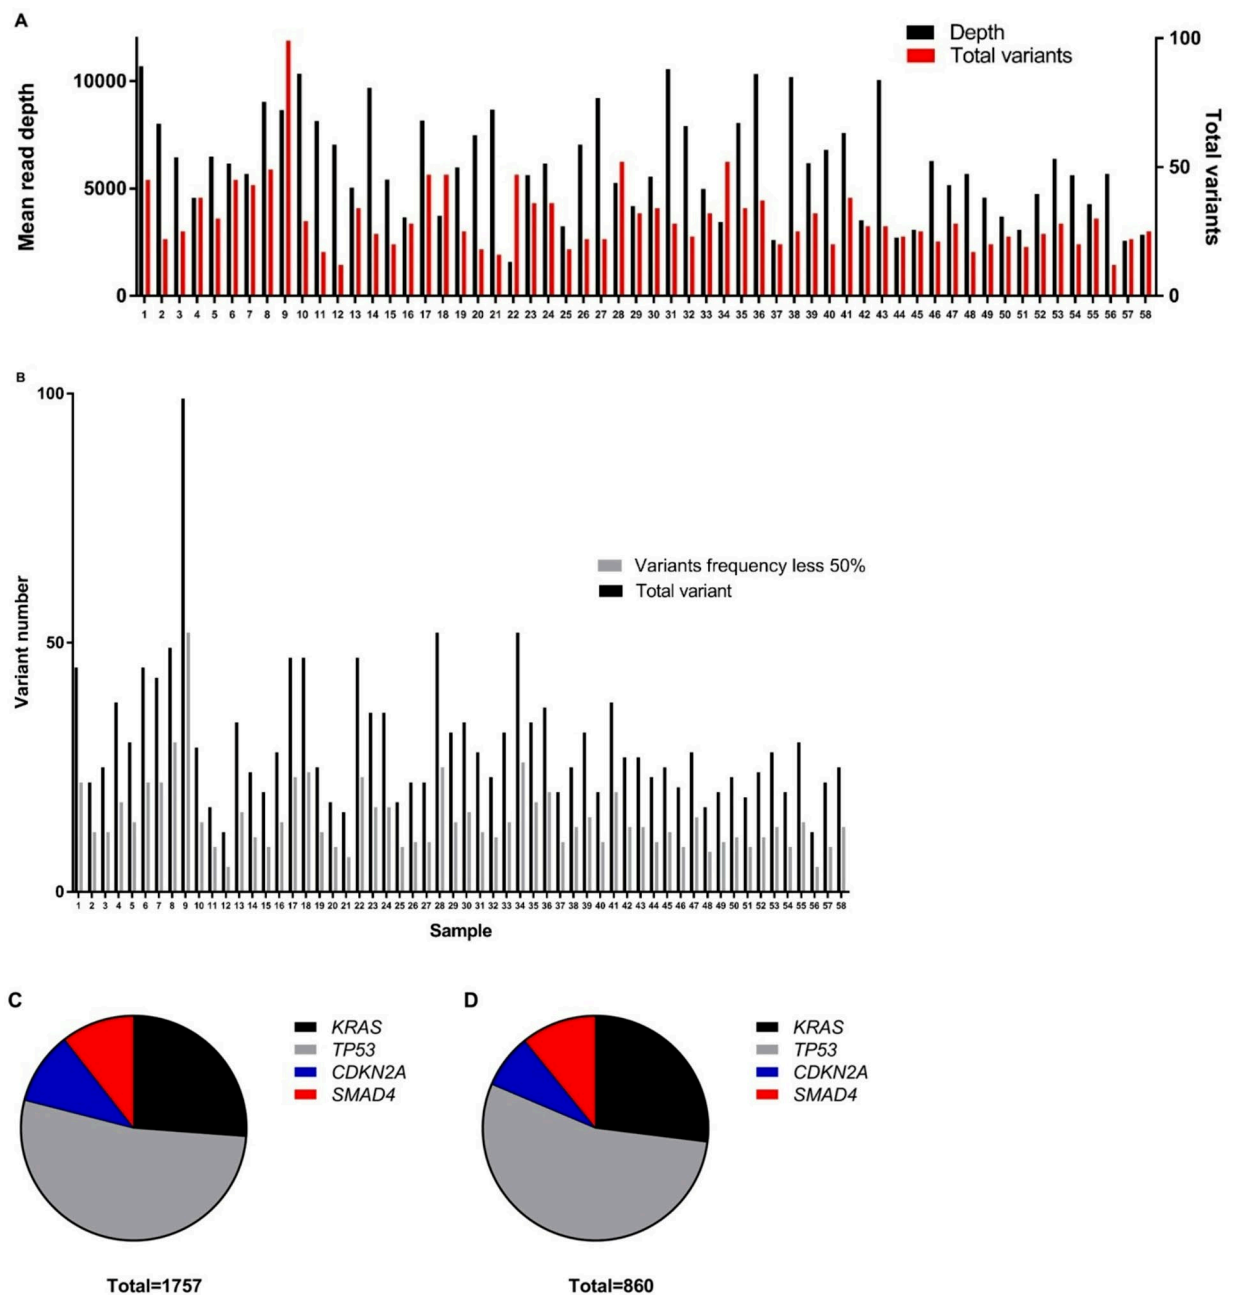 A
Depth
Total variants
Mean read depth
10000
5000
0
100
50
0
Total variants
1 2 3 4 5 6 7 8 9 10 11 12 13 14 15 16 17 18 19 20 21 22 23 24 25 26 27 28 29 30 31 32 33 34 35 36 37 38 39 40 41 42 43 44 45 46 47 48 49 50 51 52 53 54 55 56 57 58
B
Variant number
100
50
0
Variants frequency less 50%
Total variant
1 2 3 4 5 6 7 8 9 10 11 12 13 14 15 16 17 18 19 20 21 22 23 24 25 26 27 28 29 30 31 32 33 34 35 36 37 38 39 40 41 42 43 44 45 46 47 48 49 50 51 52 53 54 55 56 57 58
Sample
C
KRAS
TP53
CDKN2A
SMAD4
Total=1757
D
KRAS
TP53
CDKN2A
SMAD4
Total=860